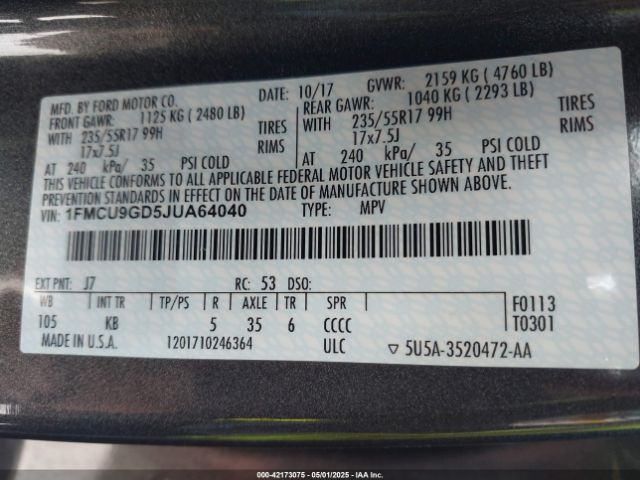 MFD. BY FORD MOTOR CO. DATE: 10/17 GVWR: 2159 KG ( 4760 LB)
FRONT GAWR: 1125 KG ( 2480 LB) REAR GAWR: 1040 KG ( 2293 LB)
WITH 235/55R17 99H TIRES WITH 235/55R17 99H TIRES
17x7.5J RIMS 17x7.5J RIMS
AT 240 kPa/ 35 PSI COLD AT 240 kPa/ 35 PSI COLD
THIS VEHICLE CONFORMS TO ALL APPLICABLE FEDERAL MOTOR VEHICLE SAFETY AND THEFT
PREVENTION STANDARDS IN EFFECT ON THE DATE OF MANUFACTURE SHOWN ABOVE.
VIN: 1FMCU9GD5JUA64040 TYPE: MPV
EXT PNT: J7 RC: 53 DSO:
WB INT TR TP/PS R AXLE TR SPR F0113
105 KB 5 35 6 CCCC T0301
MADE IN U.S.A. 1201710246364 ULC ▽ 5U5A-3520472-AA
000-42173075 | 05/01/2025 | IAA Inc.